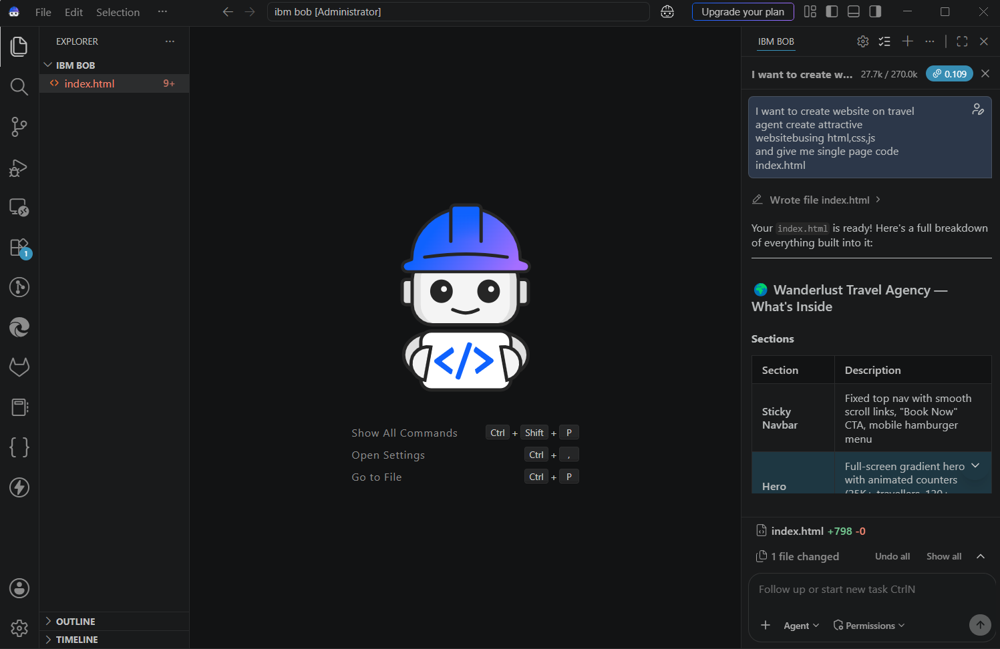 File Edit Selection ···
ibm bob [Administrator]
Upgrade your plan
EXPLORER
IBM BOB
index.html 9+
1
OUTLINE
TIMELINE
</>
Show All Commands Ctrl + Shift + P
Open Settings Ctrl + ,
Go to File Ctrl + P
IBM BOB
I want to create w... 27.7k / 270.0k 0.109
I want to create website on travel
agent create attractive
websitebusing html,css,js
and give me single page code
index.html
Wrote file index.html
Your index.html is ready! Here's a full breakdown
of everything built into it:
Wanderlust Travel Agency —
What's Inside
Sections
Section Description
Sticky
Navbar
Fixed top nav with smooth
scroll links, "Book Now"
CTA, mobile hamburger
menu
Hero
Full-screen gradient hero
with animated counters
(25K+ travellers, 120+
index.html +798 -0
1 file changed Undo all Show all
Follow up or start new task CtrlN
Agent Permissions